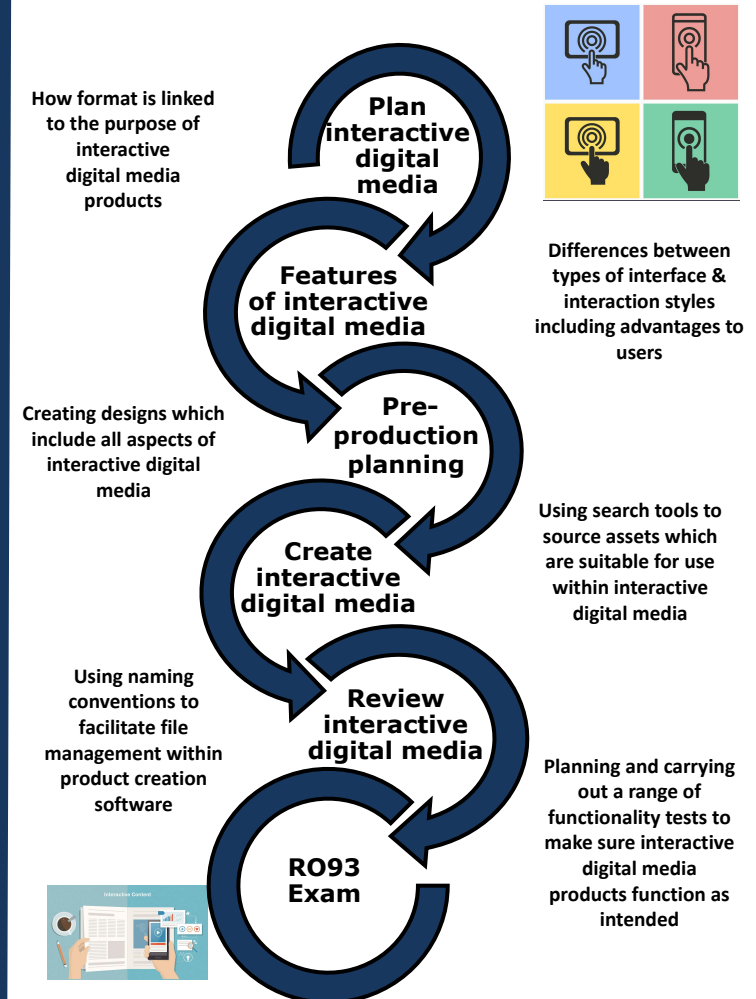 How format is linked
to the purpose of
interactive
digital media
products
Plan
interactive
digital
media
Differences between
types of interface &
interaction styles
including advantages to
users
Features
of interactive
digital media
Creating designs which
include all aspects of
interactive digital
media
Pre-
production
planning
Using search tools to
source assets which
are suitable for use
within interactive
digital media
Create
interactive
digital media
Using naming
conventions to
facilitate file
management within
product creation
software
Review
interactive
digital media
Planning and carrying
out a range of
functionality tests to
make sure interactive
digital media
products function as
intended
RO93
Exam
Interactive Content